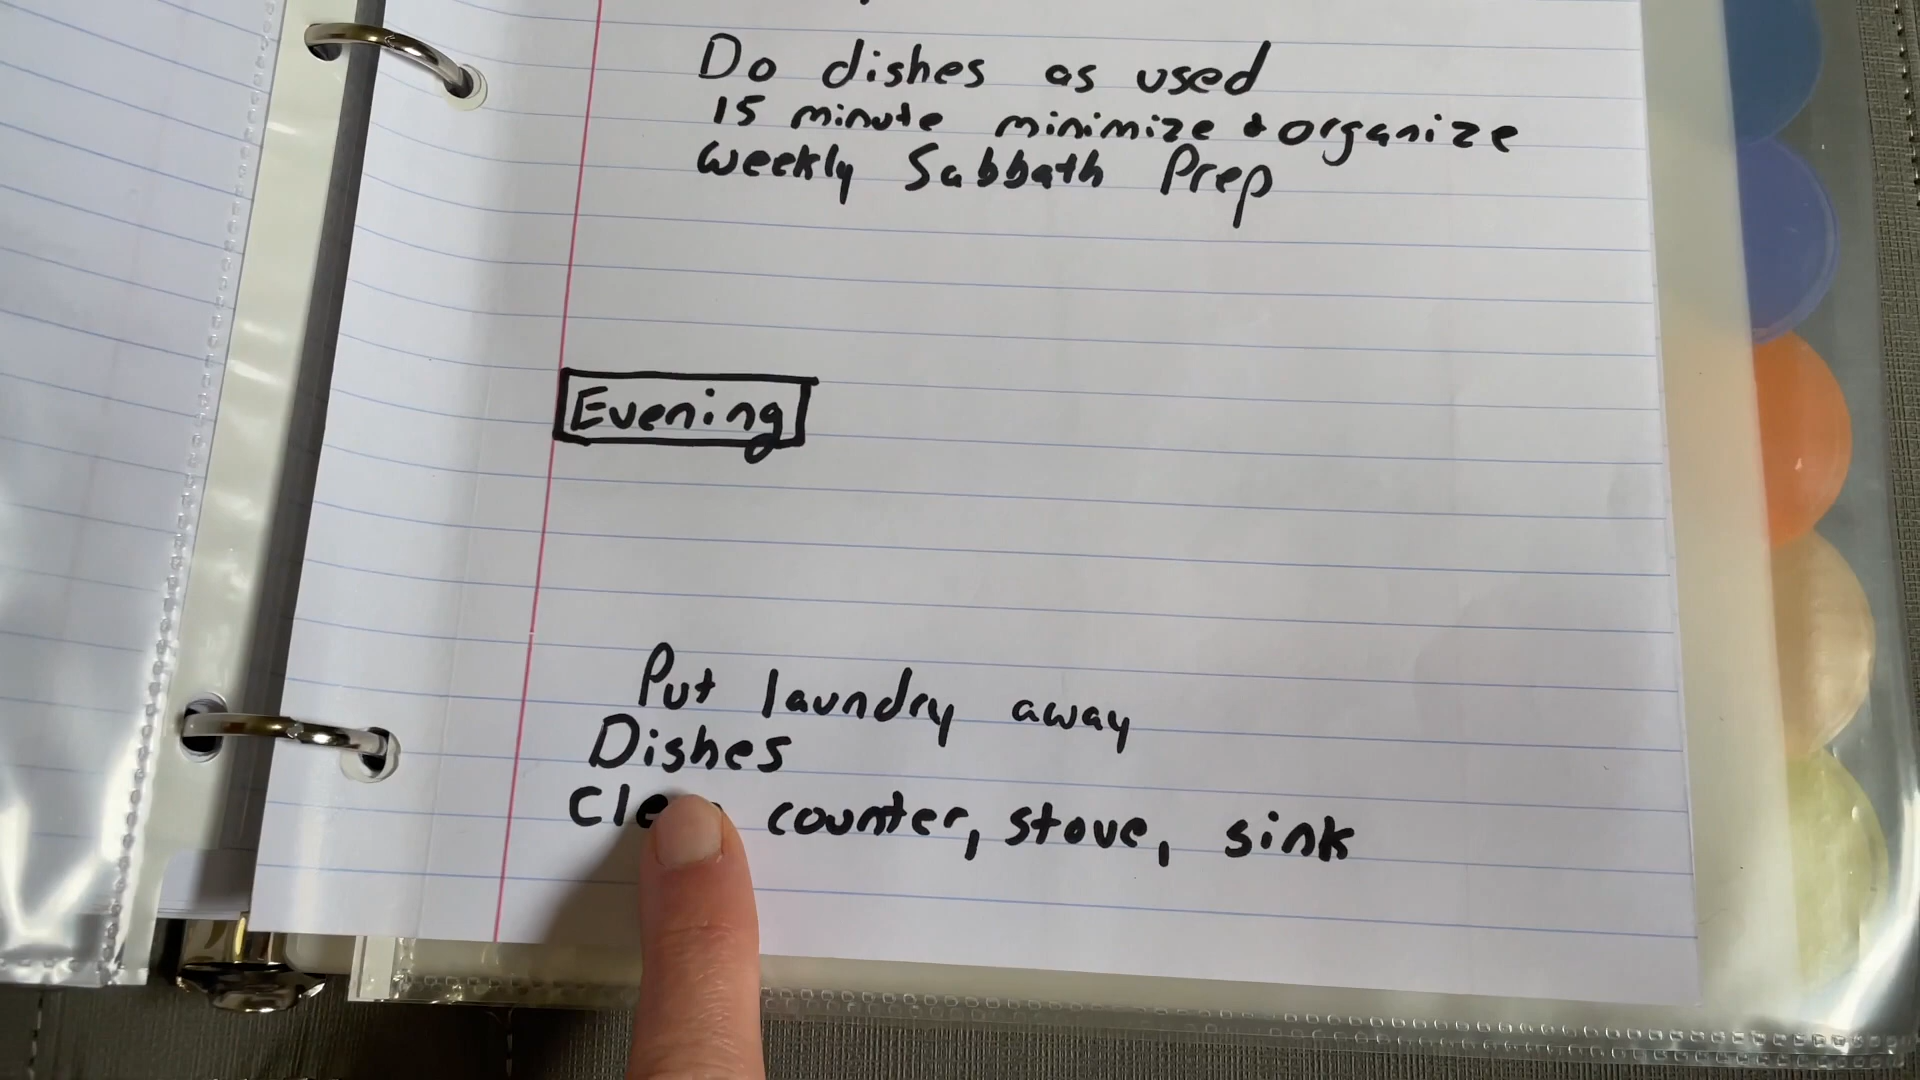 Do dishes as used
15 minute minimize & organize
weekly Sabbath Prep
Evening
Put laundry away
Dishes
counter, stove, sink